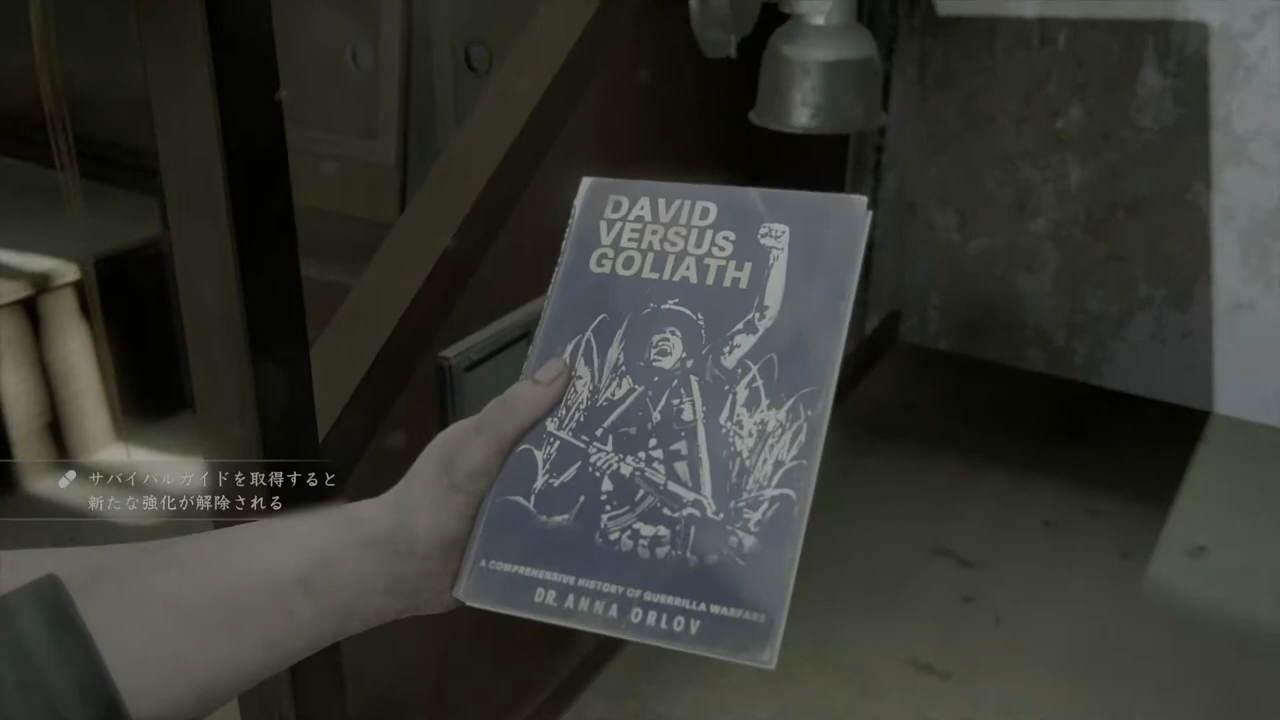 DAVID
VERSUS
GOLIATH
サバイバルガイドを取得すると
新たな強化が解除される
A COMPREHENSIVE HISTORY OF GUERRILLA WARFARE
DR. ANNA ORLOV